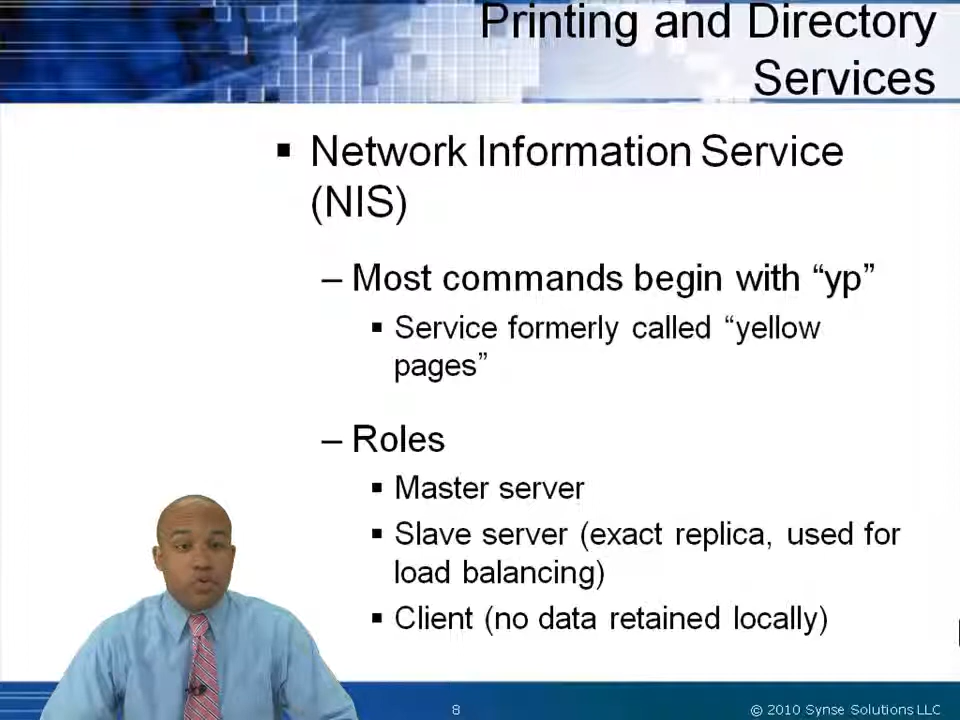 Printing and Directory
Services
▪ Network Information Service
(NIS)
– Most commands begin with “yp”
▪ Service formerly called “yellow
pages”
– Roles
▪ Master server
▪ Slave server (exact replica, used for
load balancing)
▪ Client (no data retained locally)
8
© 2010 Synse Solutions LLC